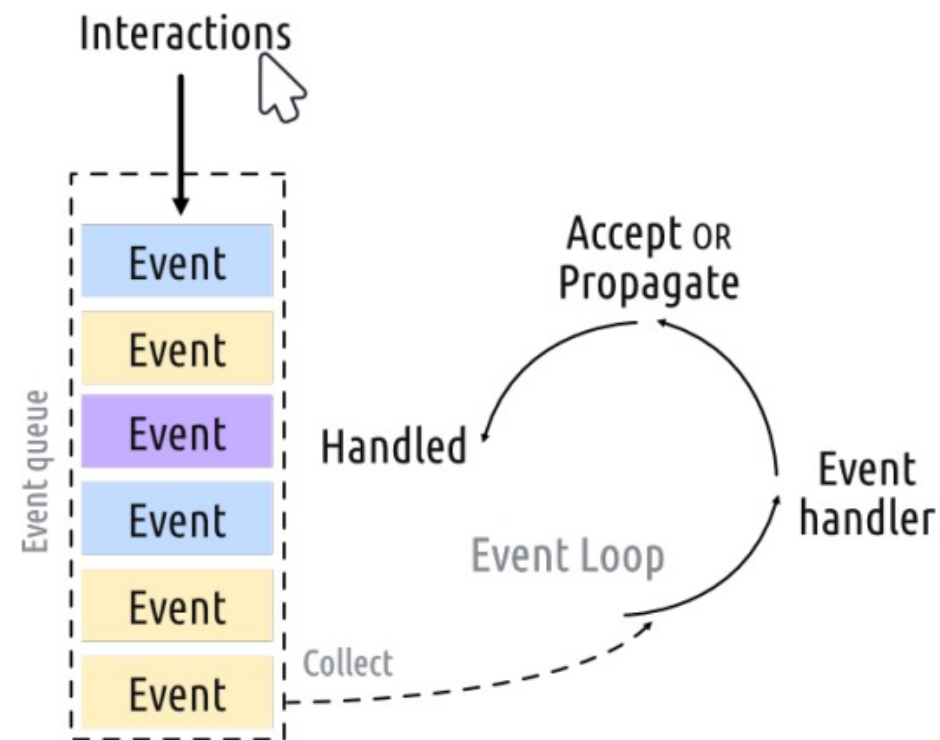 Interactions
Event
Event
Event
Event
Event
Event
Event queue
Collect
Event Loop
Event
handler
Accept OR
Propagate
Handled